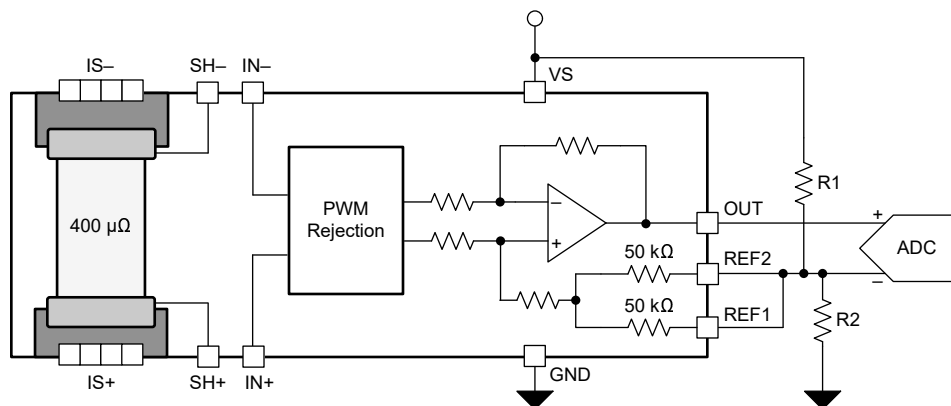 IS–
SH–
IN–
VS
R1
400 µΩ
PWM
Rejection
–
+
OUT
+
ADC
50 kΩ
REF2
–
50 kΩ
REF1
R2
GND
IS+
SH+
IN+